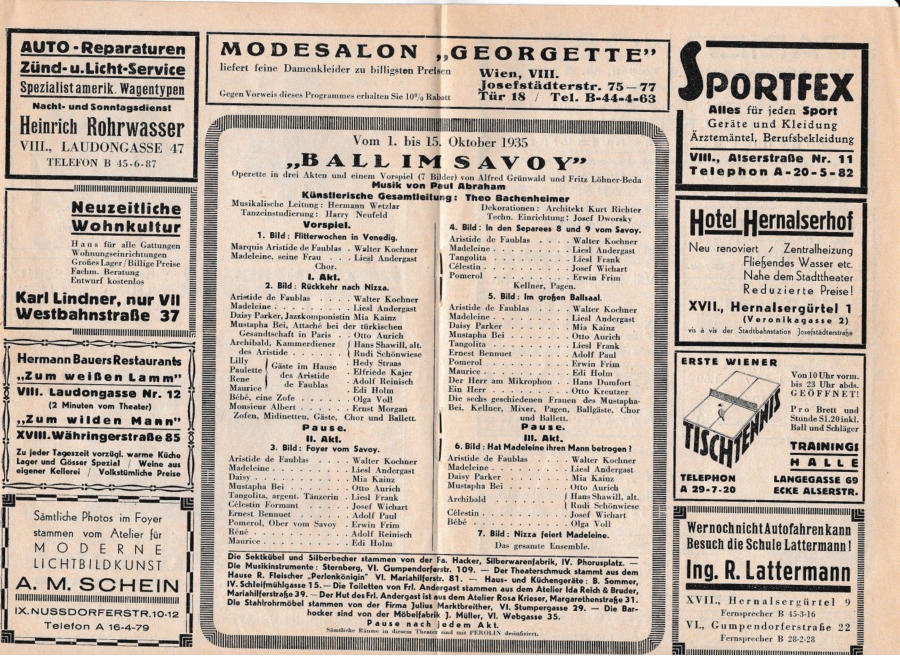 AUTO - Reparaturen
Zünd- u. Licht-Service
Spezialist amerik. Wagentypen
Nacht- und Sonntagsdienst
Heinrich Rohrwasser
VIII., LAUDONGASSE 47
TELEFON B 45-6-87
Neuzeitliche
Wohnkultur
Haus für alle Gattungen
Wohnungseinrichtungen
Großes Lager / Billige Preise
Fachm. Beratung
Entwurf kostenlos
Karl Lindner, nur VII
Westbahnstraße 37
Hermann Bauers Restaurants
„Zum weißen Lamm"
VIII. Laudongasse Nr. 12
(2 Minuten vom Theater)
„Zum wilden Mann"
XVIII. Währingerstraße 85
Zu jeder Tageszeit vorzügl. warme Küche
Lager und Gösser Spezial / Weine aus
eigener Kellerei / Volkstümliche Preise
Sämtliche Photos im Foyer
stammen vom Atelier für
MODERNE
LICHTBILDKUNST
A. M. SCHEIN
IX. NUSSDORFERSTR. 10-12
Telefon A 16-4-79
MODESALON „GEORGETTE"
liefert feine Damenkleider zu billigsten Preisen
Gegen Vorweis dieses Programmes erhalten Sie 10% Rabatt
Wien, VIII.
Josefstädterstr. 75—77
Tür 18 / Tel. B-44-4-63
Vom 1. bis 15. Oktober 1935
„BALL IM SAVOY"
Operette in drei Akten und einem Vorspiel (7 Bilder) von Alfred Grünwald und Fritz Löhner-Beda
Musik von Paul Abraham
Künstlerische Gesamtleitung: Theo Bachenheimer
Musikalische Leitung: Hermann Wetzlar
Tanzeinstudierung: Harry Neufeld
Dekorationen: Architekt Kurt Richter
Techn. Einrichtung: Josef Dworsky
Vorspiel.
1. Bild: Flitterwochen in Venedig.
Marquis Aristide de Faublas . Walter Kochner
Madeleine, seine Frau . . Liesl Andergast
Chor.
I. Akt.
2. Bild: Rückkehr nach Nizza.
Aristide de Faublas . . . Walter Kochner
Madeleine . . . . Liesl Andergast
Daisy Parker, Jazzkomponistin Mia Kainz
Mustapha Bei, Attaché bei der türkischen
Gesandtschaft in Paris . . Otto Aurich
Archibald, Kammerdiener des Aristide . . { Hans Shawill, alt. Rudi Schönwiese
Lilly } Gäste im Hause des Aristide de Faublas { Hedy Straas
Paulette Elfriede Kajer
Rene Adolf Reinisch
Maurice Edi Holm
Bébé, eine Zofe . . . Olga Voll
Monsieur Albert . . . Ernst Morgan
Zofen, Midinetten, Gäste, Chor und Ballett.
Pause.
II. Akt.
3. Bild: Foyer vom Savoy.
Aristide de Faublas . . . Walter Kochner
Madeleine . . . . Liesl Andergast
Daisy . . . . Mia Kainz
Mustapha Bei . . . Otto Aurich
Tangolita, argent. Tänzerin . Liesl Frank
Célestin Formant . . . Josef Wichart
Ernest Bennuet . . . Adolf Paul
Pomerol, Ober vom Savoy . Erwin Frim
Réné . . . . Adolf Reinisch
Maurice . . . . Edi Holm
4. Bild: In den Separees 8 und 9 vom Savoy.
Aristide de Faublas . . . Walter Kochner
Madeleine . . . . Liesl Andergast
Tangolita . . . . Liesl Frank
Célestin . . . . Josef Wichart
Pomerol . . . . Erwin Frim
Kellner, Pagen.
5. Bild: Im großen Ballsaal.
Aristide de Faublas . . . Walter Kochner
Madeleine . . . . Liesl Andergast
Daisy Parker . . . Mia Kainz
Mustapha Bei . . . Otto Aurich
Tangolita . . . . Liesl Frank
Ernest Bennuet . . . Adolf Paul
Pomerol . . . . Erwin Frim
Maurice . . . . Edi Holm
Der Herr am Mikrophon . Hans Dumfort
Ein Herr . . . . Otto Kreutzer
Die sechs geschiedenen Frauen des Mustapha-
Bei, Kellner, Mixer, Pagen, Ballgäste, Chor
und Ballett.
Pause.
III. Akt.
6. Bild: Hat Madeleine ihren Mann betrogen!
Aristide de Faublas . . . Walter Kochner
Madeleine . . . . Liesl Andergast
Daisy Parker . . . Mia Kainz
Mustapha Bei . . . Otto Aurich
Archibald . . { Hans Shawill, alt. Rudi Schönwiese
Célestin . . . . Josef Wichart
Bébé . . . . Olga Voll
7. Bild: Nizza feiert Madeleine.
Das gesamte Ensemble.
Die Sektkübel und Silberbecher stammen von der Fa. Hacker, Silberwarenfabrik, IV. Phorusplatz. —
Die Musikinstrumente: Sternberg, VI. Gumpendorferstr. 109. — Der Theaterschmuck stammt aus dem
Hause R. Fleischer „Perlenkönigin" VI. Mariahilferstr. 81. — Haus- und Küchengeräte: B. Sommer,
IV. Schleifmühlgasse 15. — Die Toiletten von Frl. Andergast stammen aus dem Atelier Ida Reich & Bruder,
Mariahilferstraße 39. — Der Hut des Frl. Andergast ist aus dem Atelier Rosa Krieser, Margarethenstraße 31.
Die Stahlrohrmöbel stammen von der Firma Julius Marktbreither, VI. Stumpergasse 29. — Die Bar-
hocker sind von der Möbelfabrik J. Müller, VI. Webgasse 35.
Pause nach jedem Akt.
Sämtliche Räume in diesem Theater sind mit PEROLIN desinfiziert.
SPORTFEX
Alles für jeden Sport
Geräte und Kleidung
Ärztemäntel, Berufsbekleidung
VIII., Alserstraße Nr. 11
Telephon A-20-5-82
Hotel Hernalserhof
Neu renoviert / Zentralheizung
Fließendes Wasser etc.
Nahe dem Stadttheater
Reduzierte Preise!
XVII., Hernalsergürtel 1
(Veronikagasse 2)
vis à vis der Stadtbahnstation Josefstädterstraße
ERSTE WIENER
TISCHTENNIS
Von 10 Uhr vorm.
bis 23 Uhr abds.
GEÖFFNET!
Pro Brett und
Stunde S1.20 inkl.
Ball und Schläger
TRAININGS
HALLE
TELEPHON
A 29-7-20
LANGEGASSE 69
ECKE ALSERSTR.
Wer noch nicht Autofahren kann
Besuch die Schule Lattermann!
Ing. R. Lattermann
XVII., Hernalsergürtel 9
Fernsprecher B 45-3-16
VI., Gumpendorferstraße 22
Fernsprecher B 28-2-28